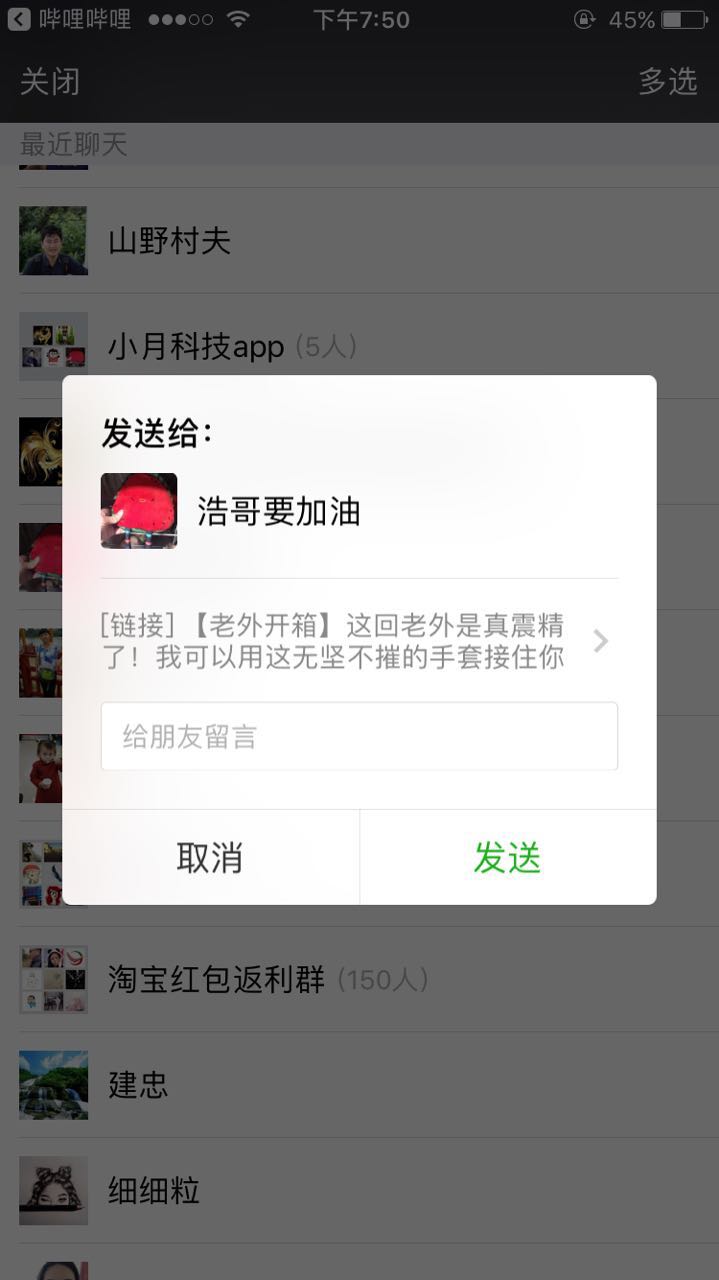 哔哩哔哩
下午7:50
45%
关闭
多选
最近聊天
山野村夫
小月科技app (5人)
发送给：
浩哥要加油
[链接]【老外开箱】这回老外是真震精
了！我可以用这无坚不摧的手套接住你
给朋友留言
取消
发送
淘宝红包返利群 (150人)
建忠
细细粒